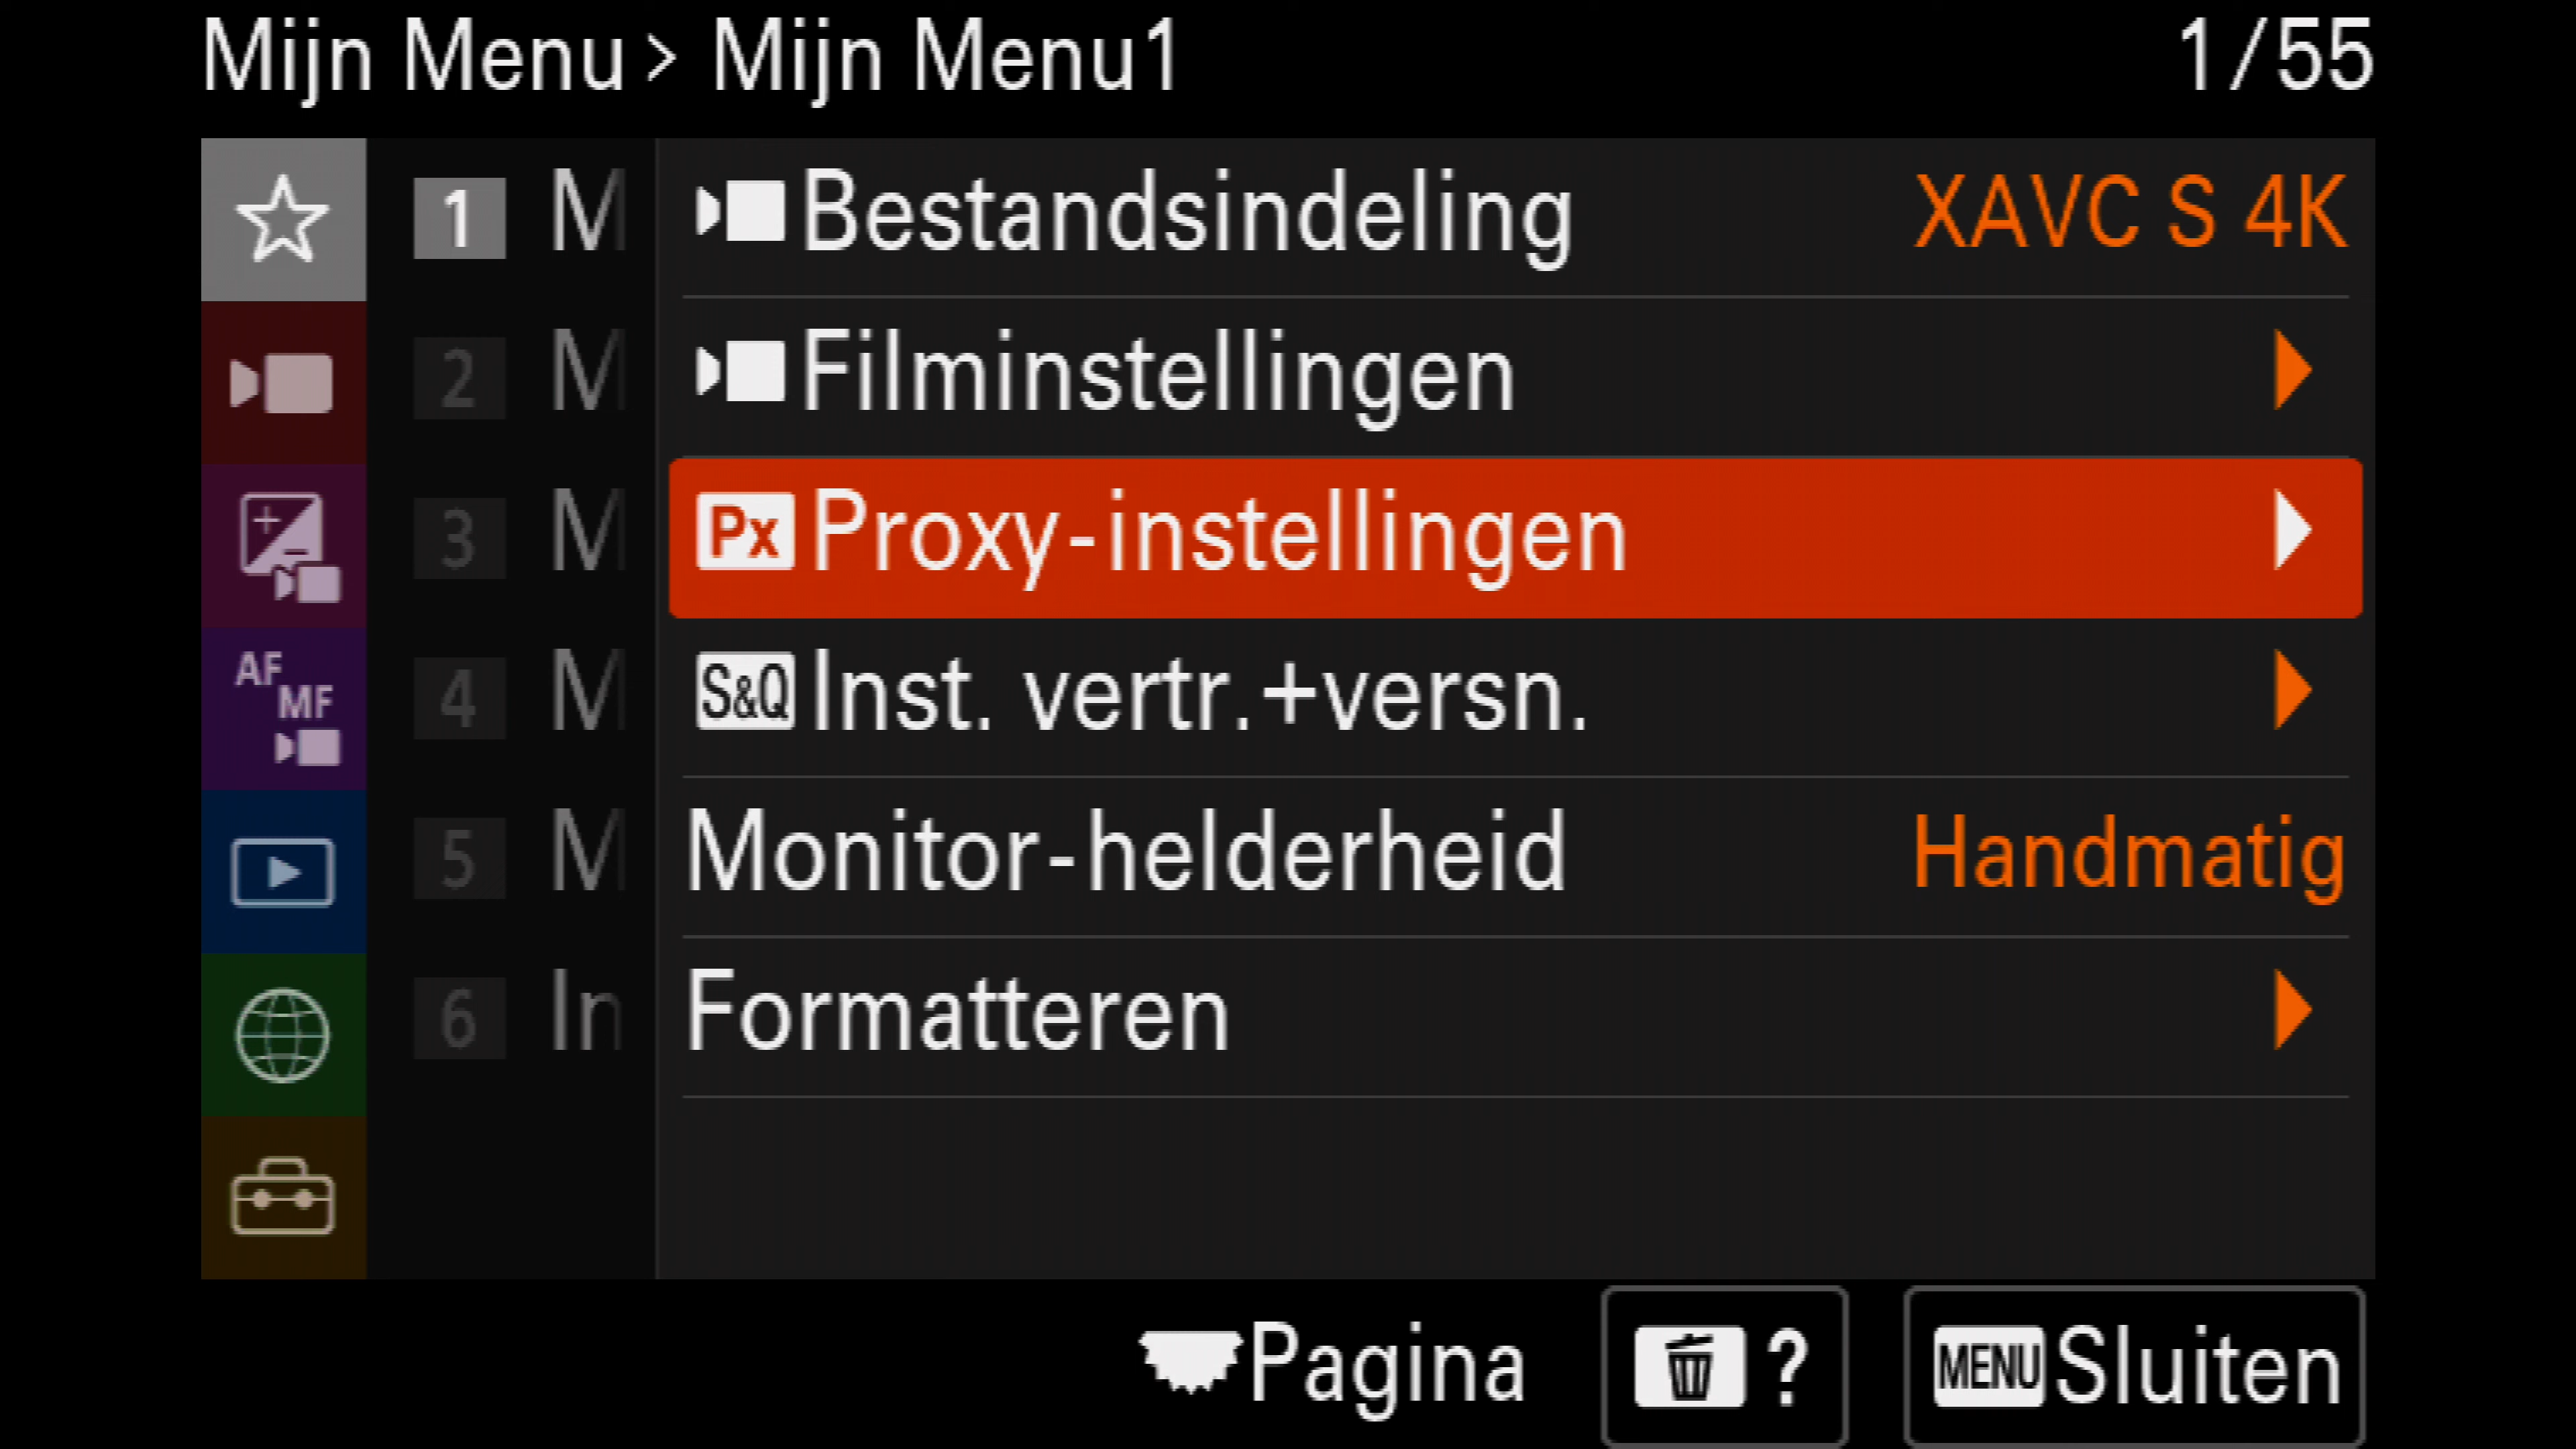 Mijn Menu > Mijn Menu1 1/55
1 M Bestandsindeling XAVC S 4K
2 M Filminstellingen
3 M Px Proxy-instellingen
AF MF 4 M S&Q Inst. vertr.+versn.
5 M Monitor-helderheid Handmatig
6 In Formatteren
Pagina ? MENU Sluiten